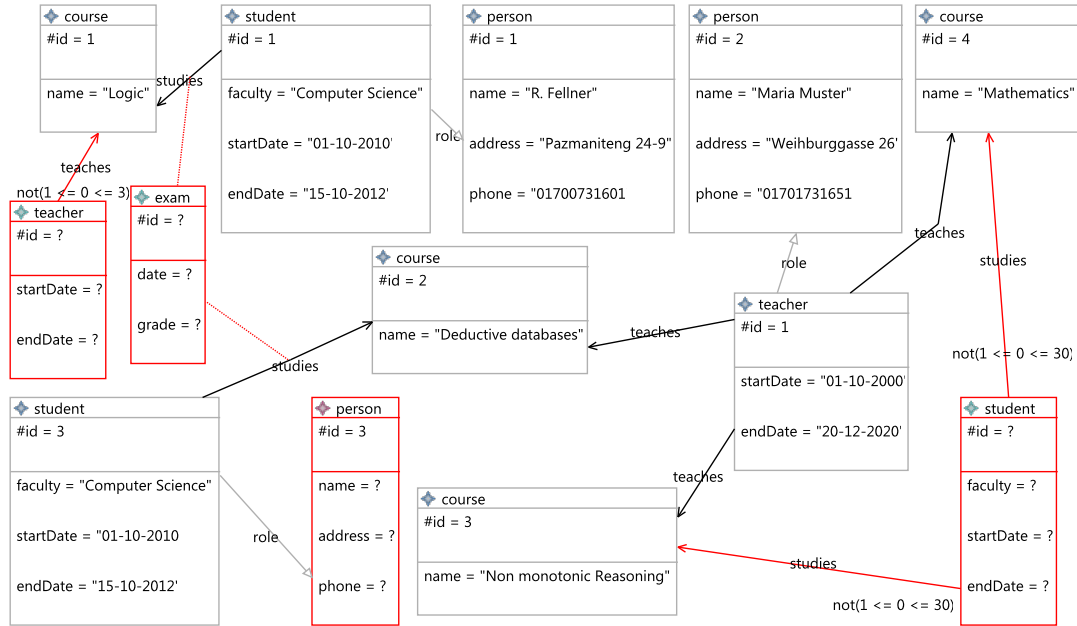 course
#id = 1
name = "Logic"
student
#id = 1
faculty = "Computer Science"
startDate = "01-10-2010'
endDate = "15-10-2012'
person
#id = 1
name = "R. Fellner"
address = "Pazmaniteng 24-9"
phone = "01700731601
person
#id = 2
name = "Maria Muster"
address = "Weihburggasse 26'
phone = "01701731651
course
#id = 4
name = "Mathematics"
studies
role
teaches
not(1 <= 0 <= 3)
teacher
#id = ?
startDate = ?
endDate = ?
exam
#id = ?
date = ?
grade = ?
course
#id = 2
name = "Deductive databases"
role
teaches
studies
teacher
#id = 1
startDate = "01-10-2000'
endDate = "20-12-2020'
teaches
studies
not(1 <= 0 <= 30)
student
#id = 3
faculty = "Computer Science"
startDate = "01-10-2010
endDate = "15-10-2012'
role
person
#id = 3
name = ?
address = ?
phone = ?
teaches
course
#id = 3
name = "Non monotonic Reasoning"
studies
not(1 <= 0 <= 30)
student
#id = ?
faculty = ?
startDate = ?
endDate = ?